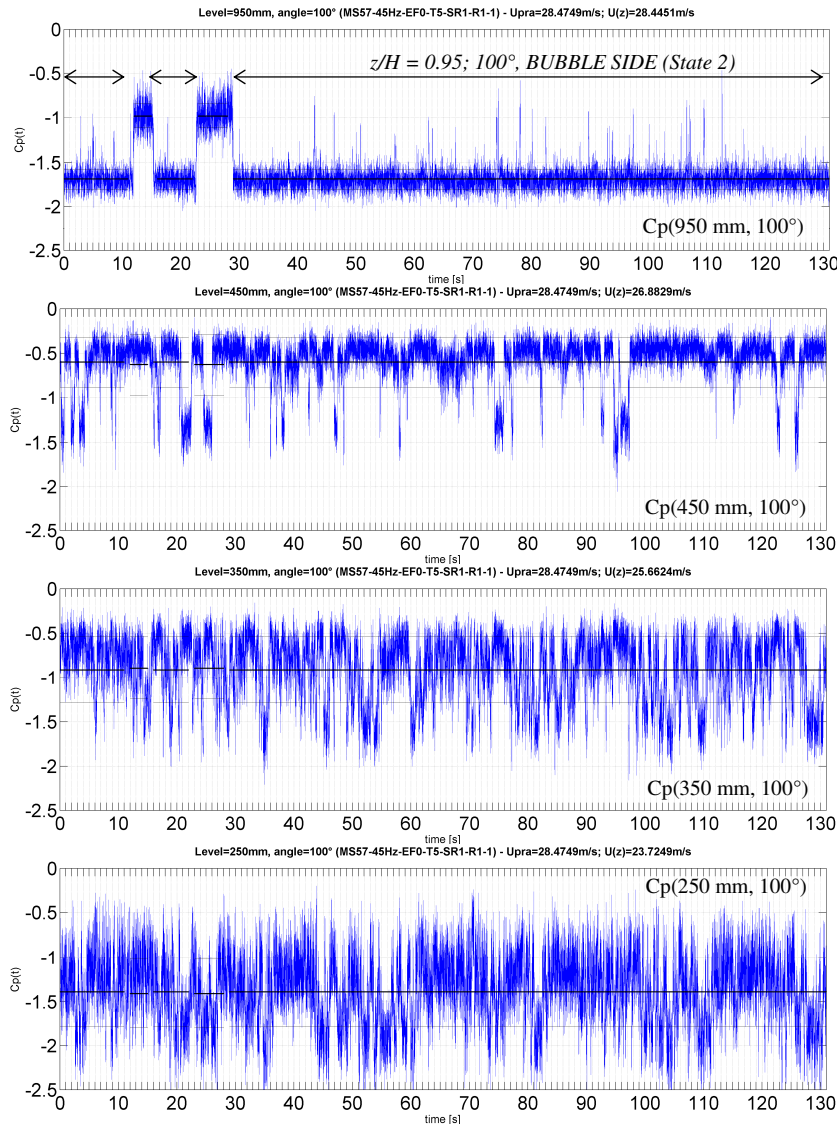 Level=950mm, angle=100° (MS57-45Hz-EF0-T5-SR1-R1-1) - Upra=28.4749m/s; U(z)=28.4451m/s
0
-0.5
-1
-1.5
-2
-2.5
Cp(t)
z/H = 0.95; 100°, BUBBLE SIDE (State 2)
Cp(950 mm, 100°)
0 10 20 30 40 50 60 70 80 90 100 110 120 130
time [s]
Level=450mm, angle=100° (MS57-45Hz-EF0-T5-SR1-R1-1) - Upra=28.4749m/s; U(z)=26.8829m/s
0
-0.5
-1
-1.5
-2
-2.5
Cp(t)
Cp(450 mm, 100°)
0 10 20 30 40 50 60 70 80 90 100 110 120 130
time [s]
Level=350mm, angle=100° (MS57-45Hz-EF0-T5-SR1-R1-1) - Upra=28.4749m/s; U(z)=25.6624m/s
0
-0.5
-1
-1.5
-2
-2.5
Cp(t)
Cp(350 mm, 100°)
0 10 20 30 40 50 60 70 80 90 100 110 120 130
time [s]
Level=250mm, angle=100° (MS57-45Hz-EF0-T5-SR1-R1-1) - Upra=28.4749m/s; U(z)=23.7249m/s
0
-0.5
-1
-1.5
-2
-2.5
Cp(t)
Cp(250 mm, 100°)
0 10 20 30 40 50 60 70 80 90 100 110 120 130
time [s]